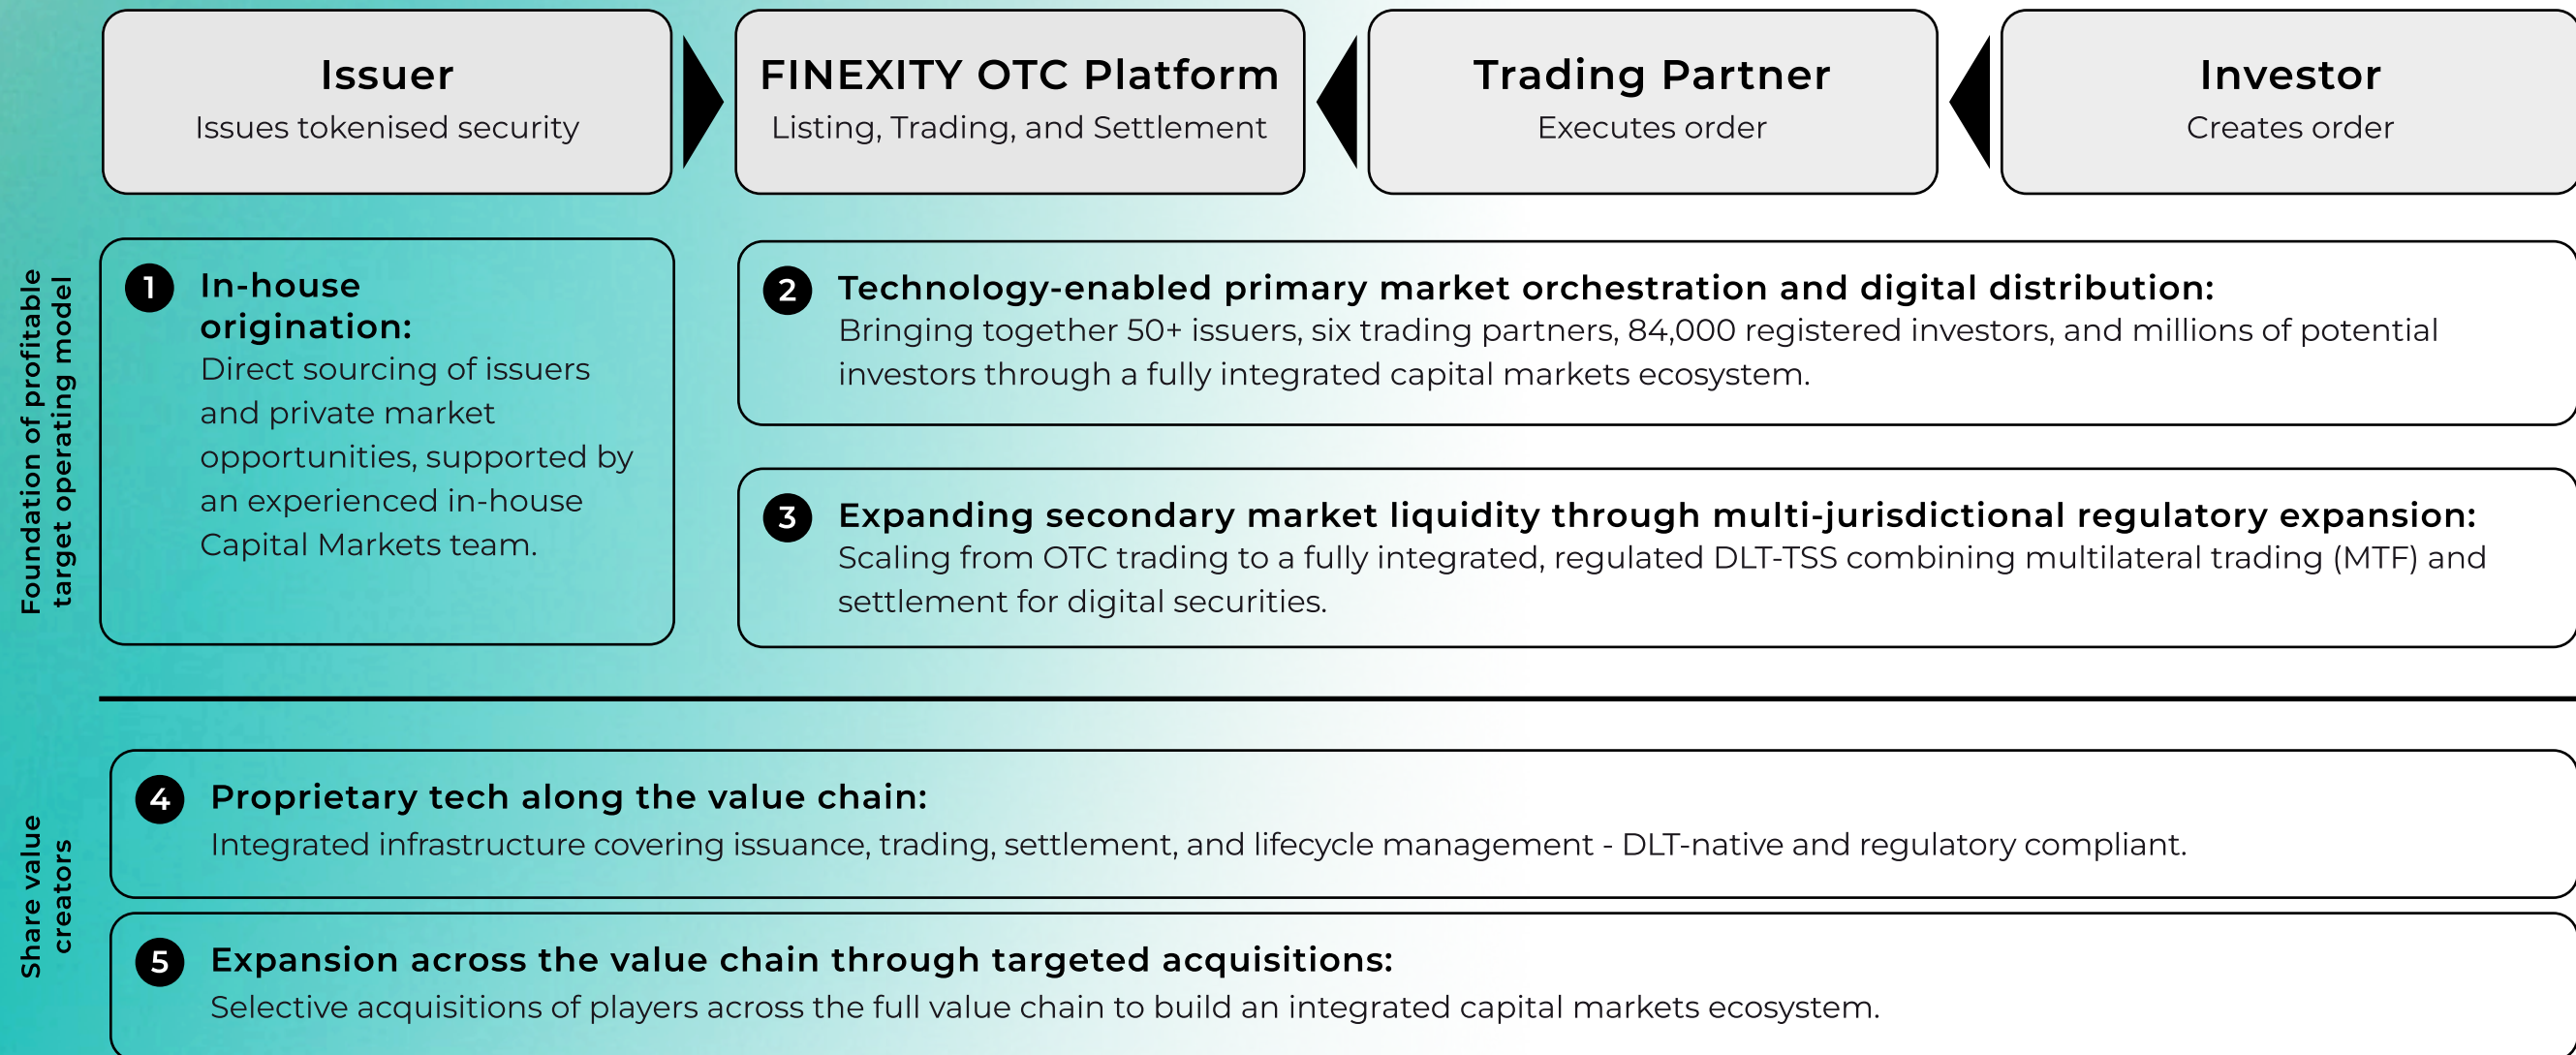 Issuer
Issues tokenised security
FINEXITY OTC Platform
Listing, Trading, and Settlement
Trading Partner
Executes order
Investor
Creates order
Foundation of profitable
target operating model
1
In-house
origination:
Direct sourcing of issuers
and private market
opportunities, supported by
an experienced in-house
Capital Markets team.
2
Technology-enabled primary market orchestration and digital distribution:
Bringing together 50+ issuers, six trading partners, 84,000 registered investors, and millions of potential
investors through a fully integrated capital markets ecosystem.
3
Expanding secondary market liquidity through multi-jurisdictional regulatory expansion:
Scaling from OTC trading to a fully integrated, regulated DLT-TSS combining multilateral trading (MTF) and
settlement for digital securities.
Share value
creators
4
Proprietary tech along the value chain:
Integrated infrastructure covering issuance, trading, settlement, and lifecycle management - DLT-native and regulatory compliant.
5
Expansion across the value chain through targeted acquisitions:
Selective acquisitions of players across the full value chain to build an integrated capital markets ecosystem.